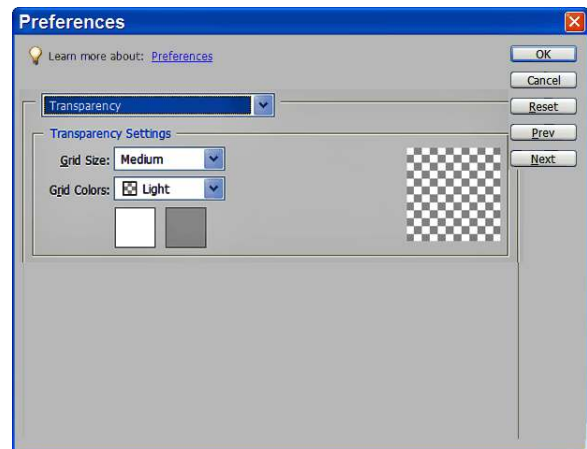 Preferences
Learn more about: Preferences
OK
Cancel
Transparency
Reset
Transparency Settings
Prev
Grid Size: Medium
Next
Grid Colors: Light